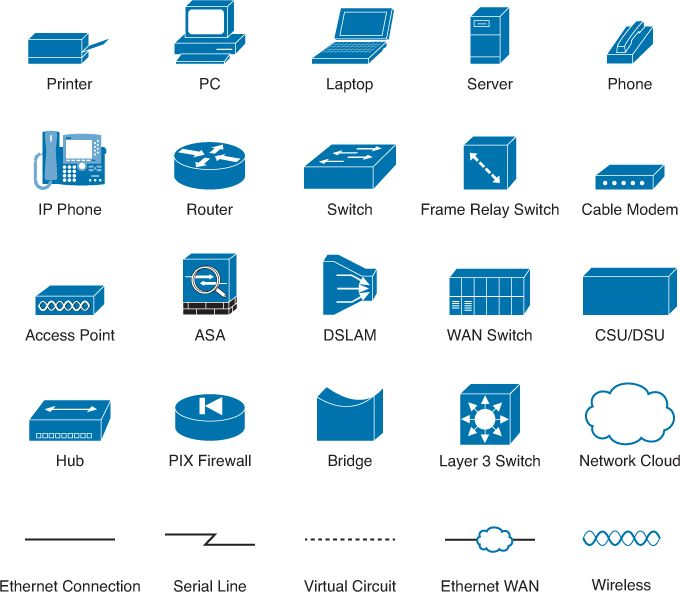 Printer
PC
Laptop
Server
Phone
IP Phone
Router
Switch
Frame Relay Switch
Cable Modem
Access Point
ASA
DSLAM
WAN Switch
CSU/DSU
Hub
PIX Firewall
Bridge
Layer 3 Switch
Network Cloud
Ethernet Connection
Serial Line
Virtual Circuit
Ethernet WAN
Wireless